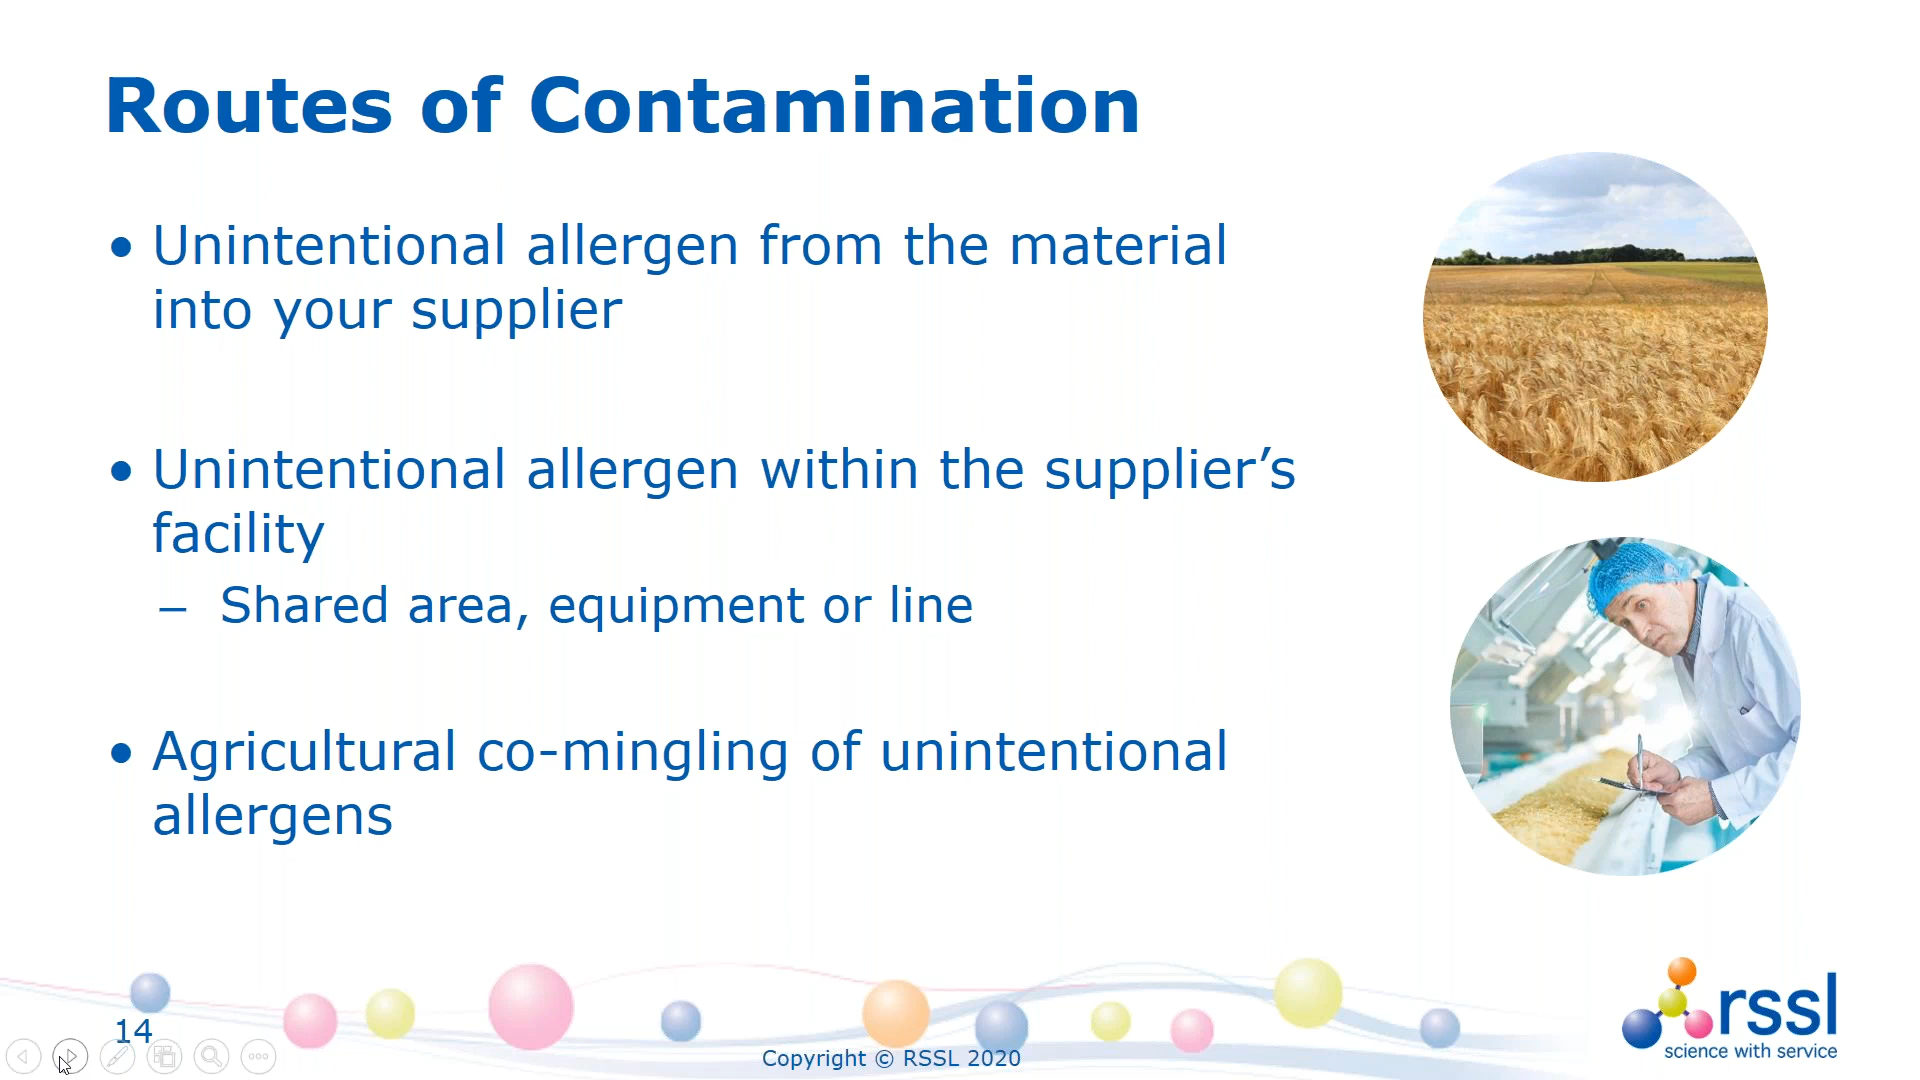 Routes of Contamination
• Unintentional allergen from the material
into your supplier
• Unintentional allergen within the supplier’s
facility
– Shared area, equipment or line
• Agricultural co-mingling of unintentional
allergens
14
Copyright © RSSL 2020
rssl
science with service